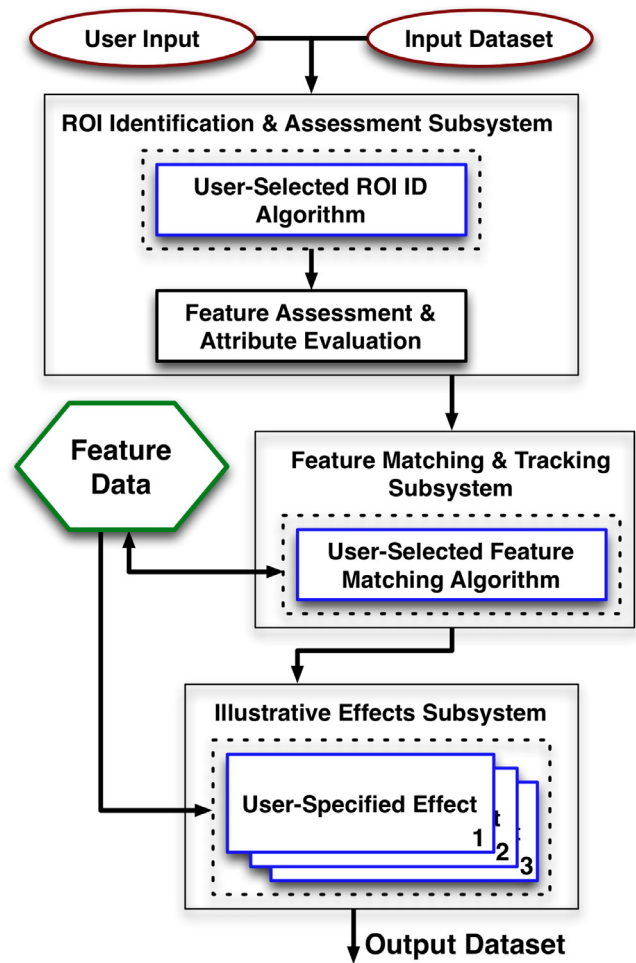 User Input
Input Dataset
ROI Identification & Assessment Subsystem
User-Selected ROI ID
Algorithm
Feature Assessment &
Attribute Evaluation
Feature
Data
Feature Matching & Tracking
Subsystem
User-Selected Feature
Matching Algorithm
Illustrative Effects Subsystem
User-Specified Effect
1
t
2
t
3
Output Dataset